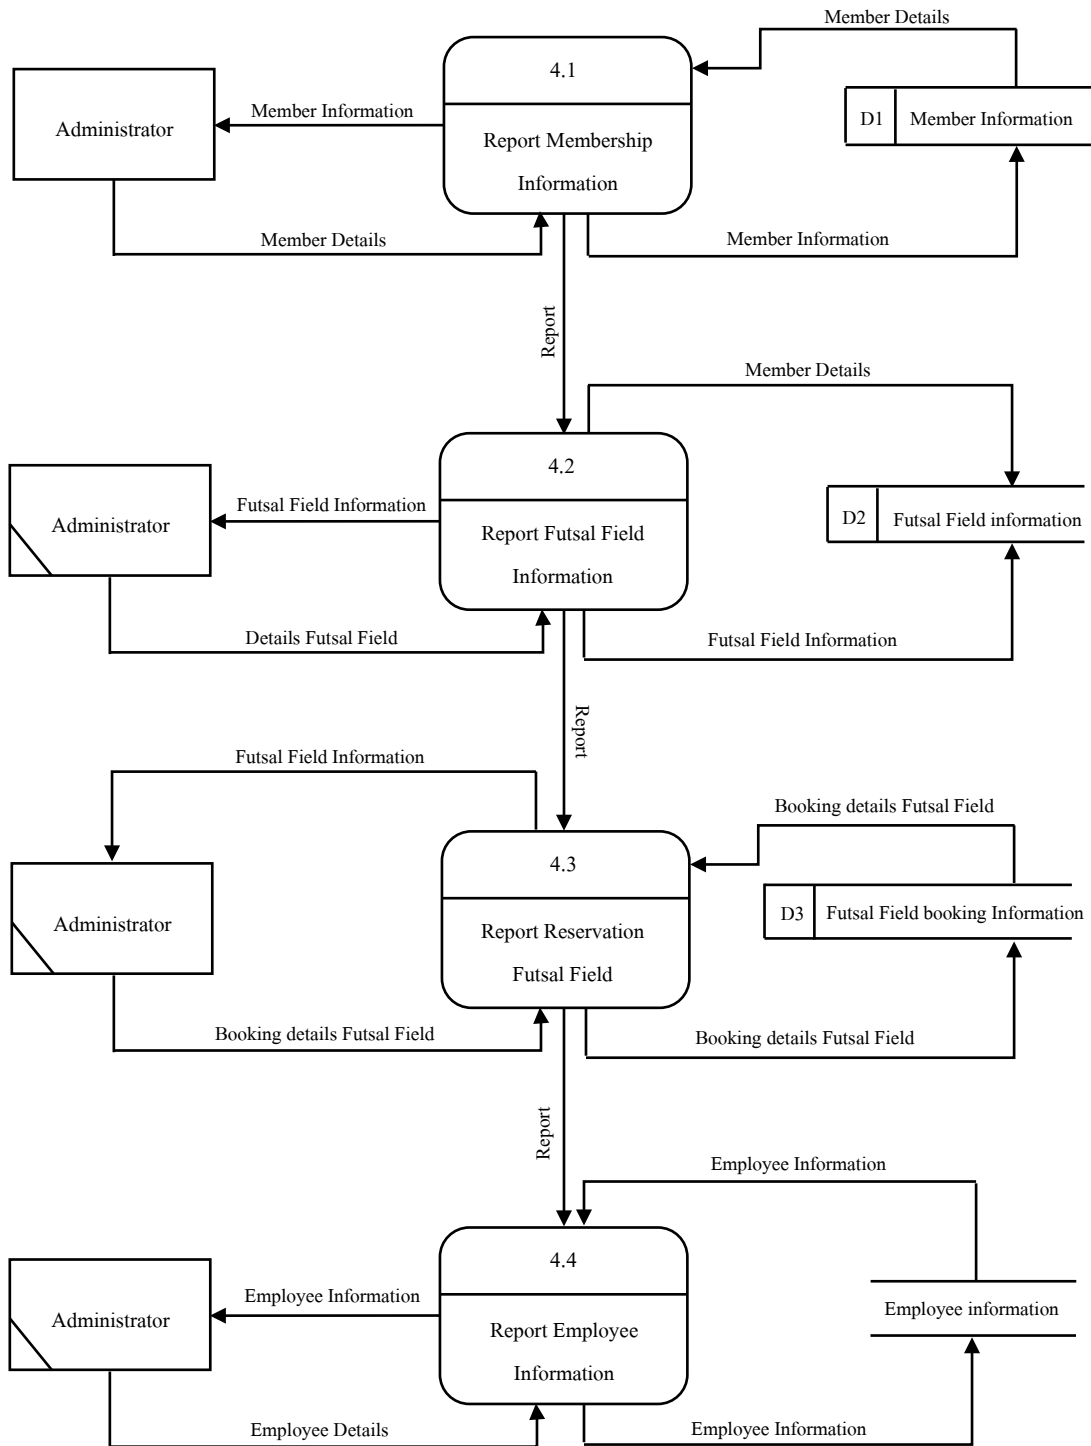 Member Details
4.1
Administrator
Member Information
D1
Member Information
Report Membership
Information
Member Details
Member Information
Report
Member Details
4.2
Administrator
Futsal Field Information
D2
Futsal Field information
Report Futsal Field
Information
Details Futsal Field
Futsal Field Information
Report
Futsal Field Information
Booking details Futsal Field
4.3
Administrator
D3
Futsal Field booking Information
Report Reservation
Futsal Field
Booking details Futsal Field
Booking details Futsal Field
Report
Employee Information
4.4
Administrator
Employee Information
Employee information
Report Employee
Information
Employee Details
Employee Information